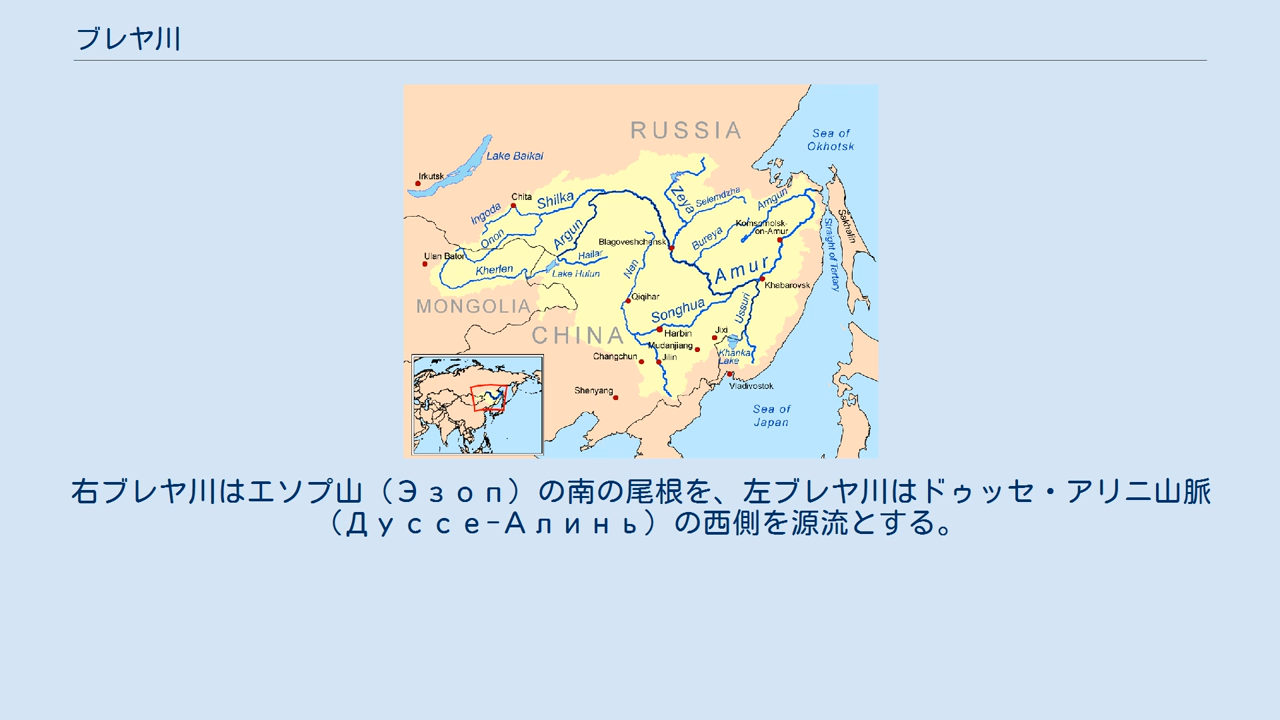 ブレヤ川
RUSSIA
Sea of
Okhotsk
Lake Baikal
Irkutsk
Chita
Shilka
Ingoda
Onon
Argun
Zeya
Selemdzha
Amgun
Komsomolsk-
on-Amur
Sakhalin
Straight of Tartary
Blagoveshchensk
Bureya
Ulan Bator
Kherlen
Hailar
Lake Hulun
Nen
Amur
Khabarovsk
MONGOLIA
Qiqihar
Songhua
Ussuri
CHINA
Harbin
Jixi
Mudanjiang
Khanka
Lake
Changchun
Jilin
Vladivostok
Shenyang
Sea of
Japan
右ブレヤ川はエソプ山（Эзоп）の南の尾根を、左ブレヤ川はドゥッセ・アリニ山脈
（Дуссе-Алинь）の西側を源流とする。